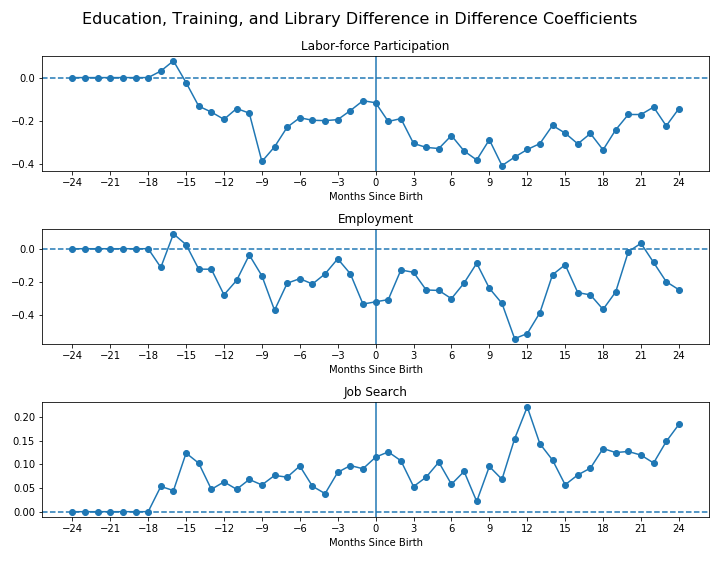 Education, Training, and Library Difference in Difference Coefficients
Labor-force Participation
0.0
−0.2
−0.4
−24 −21 −18 −15 −12 −9 −6 −3 0 3 6 9 12 15 18 21 24
Months Since Birth
Employment
0.0
−0.2
−0.4
−24 −21 −18 −15 −12 −9 −6 −3 0 3 6 9 12 15 18 21 24
Months Since Birth
Job Search
0.20
0.15
0.10
0.05
0.00
−24 −21 −18 −15 −12 −9 −6 −3 0 3 6 9 12 15 18 21 24
Months Since Birth